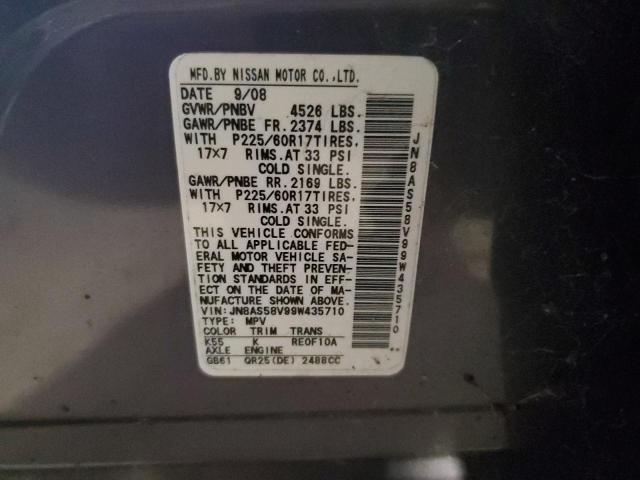 MFD.BY NISSAN MOTOR CO.,LTD.
DATE 9/08
GVWR/PNBV 4526 LBS.
GAWR/PNBE FR. 2374 LBS.
WITH P225/60R17TIRES.
17×7 RIMS.AT 33 PSI
COLD SINGLE.
GAWR/PNBE RR. 2169 LBS.
WITH P225/60R17TIRES.
17×7 RIMS.AT 33 PSI
COLD SINGLE.
THIS VEHICLE CONFORMS
TO ALL APPLICABLE FED-
ERAL MOTOR VEHICLE SA-
FETY AND THEFT PREVEN-
TION STANDARDS IN EFF-
ECT ON THE DATE OF MA-
NUFACTURE SHOWN ABOVE.
VIN:JN8AS58V99W435710
TYPE: MPV
COLOR TRIM TRANS
K55 K RE0F10A
AXLE ENGINE
GB61 QR25(DE) 2488CC
JN8AS58V99W435710